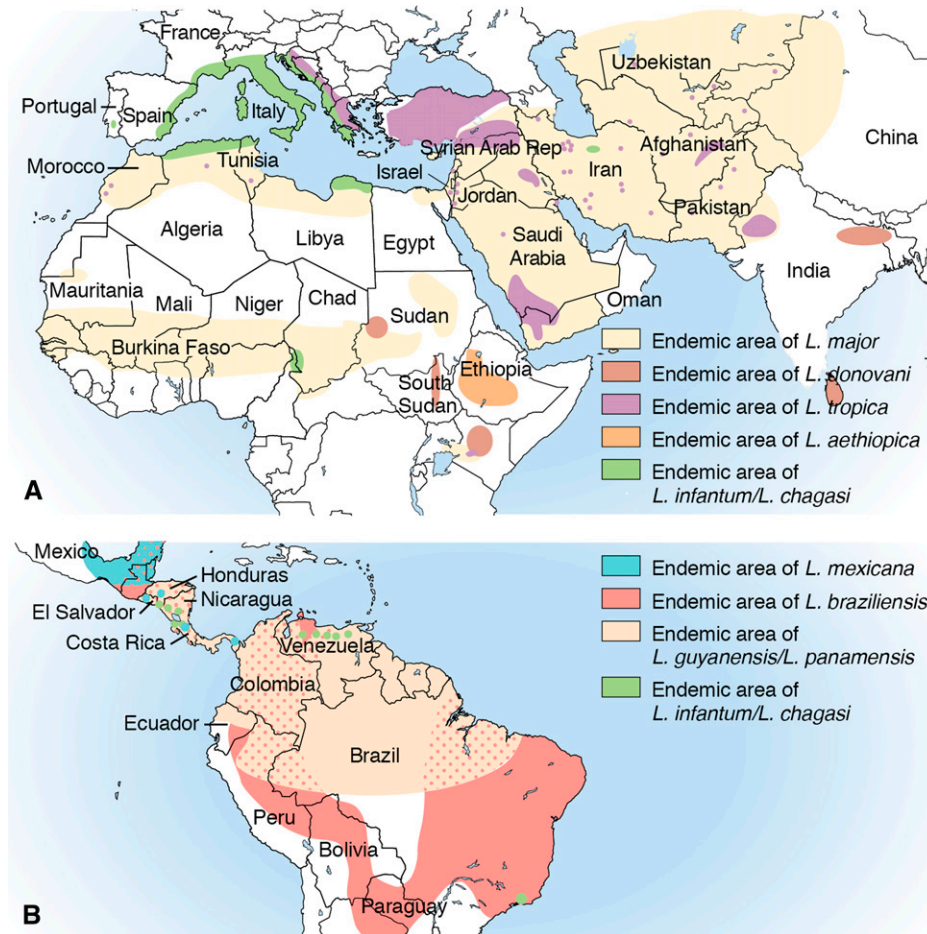 France
Uzbekistan
Portugal
Spain
Italy
China
Morocco
Tunisia
Syrian Arab Rep
Afghanistan
Israel
Iran
Jordan
Pakistan
Algeria
Libya
Egypt
Saudi
Arabia
India
Mauritania
Mali
Niger
Chad
Sudan
Oman
Burkina Faso
Ethiopia
South
Sudan
Endemic area of L. major
Endemic area of L. donovani
Endemic area of L. tropica
Endemic area of L. aethiopica
Endemic area of
L. infantum/L. chagasi
A
Mexico
Honduras
El Salvador
Nicaragua
Costa Rica
Venezuela
Colombia
Ecuador
Brazil
Peru
Bolivia
Paraguay
Endemic area of L. mexicana
Endemic area of L. braziliensis
Endemic area of
L. guyanensis/L. panamensis
Endemic area of
L. infantum/L. chagasi
B